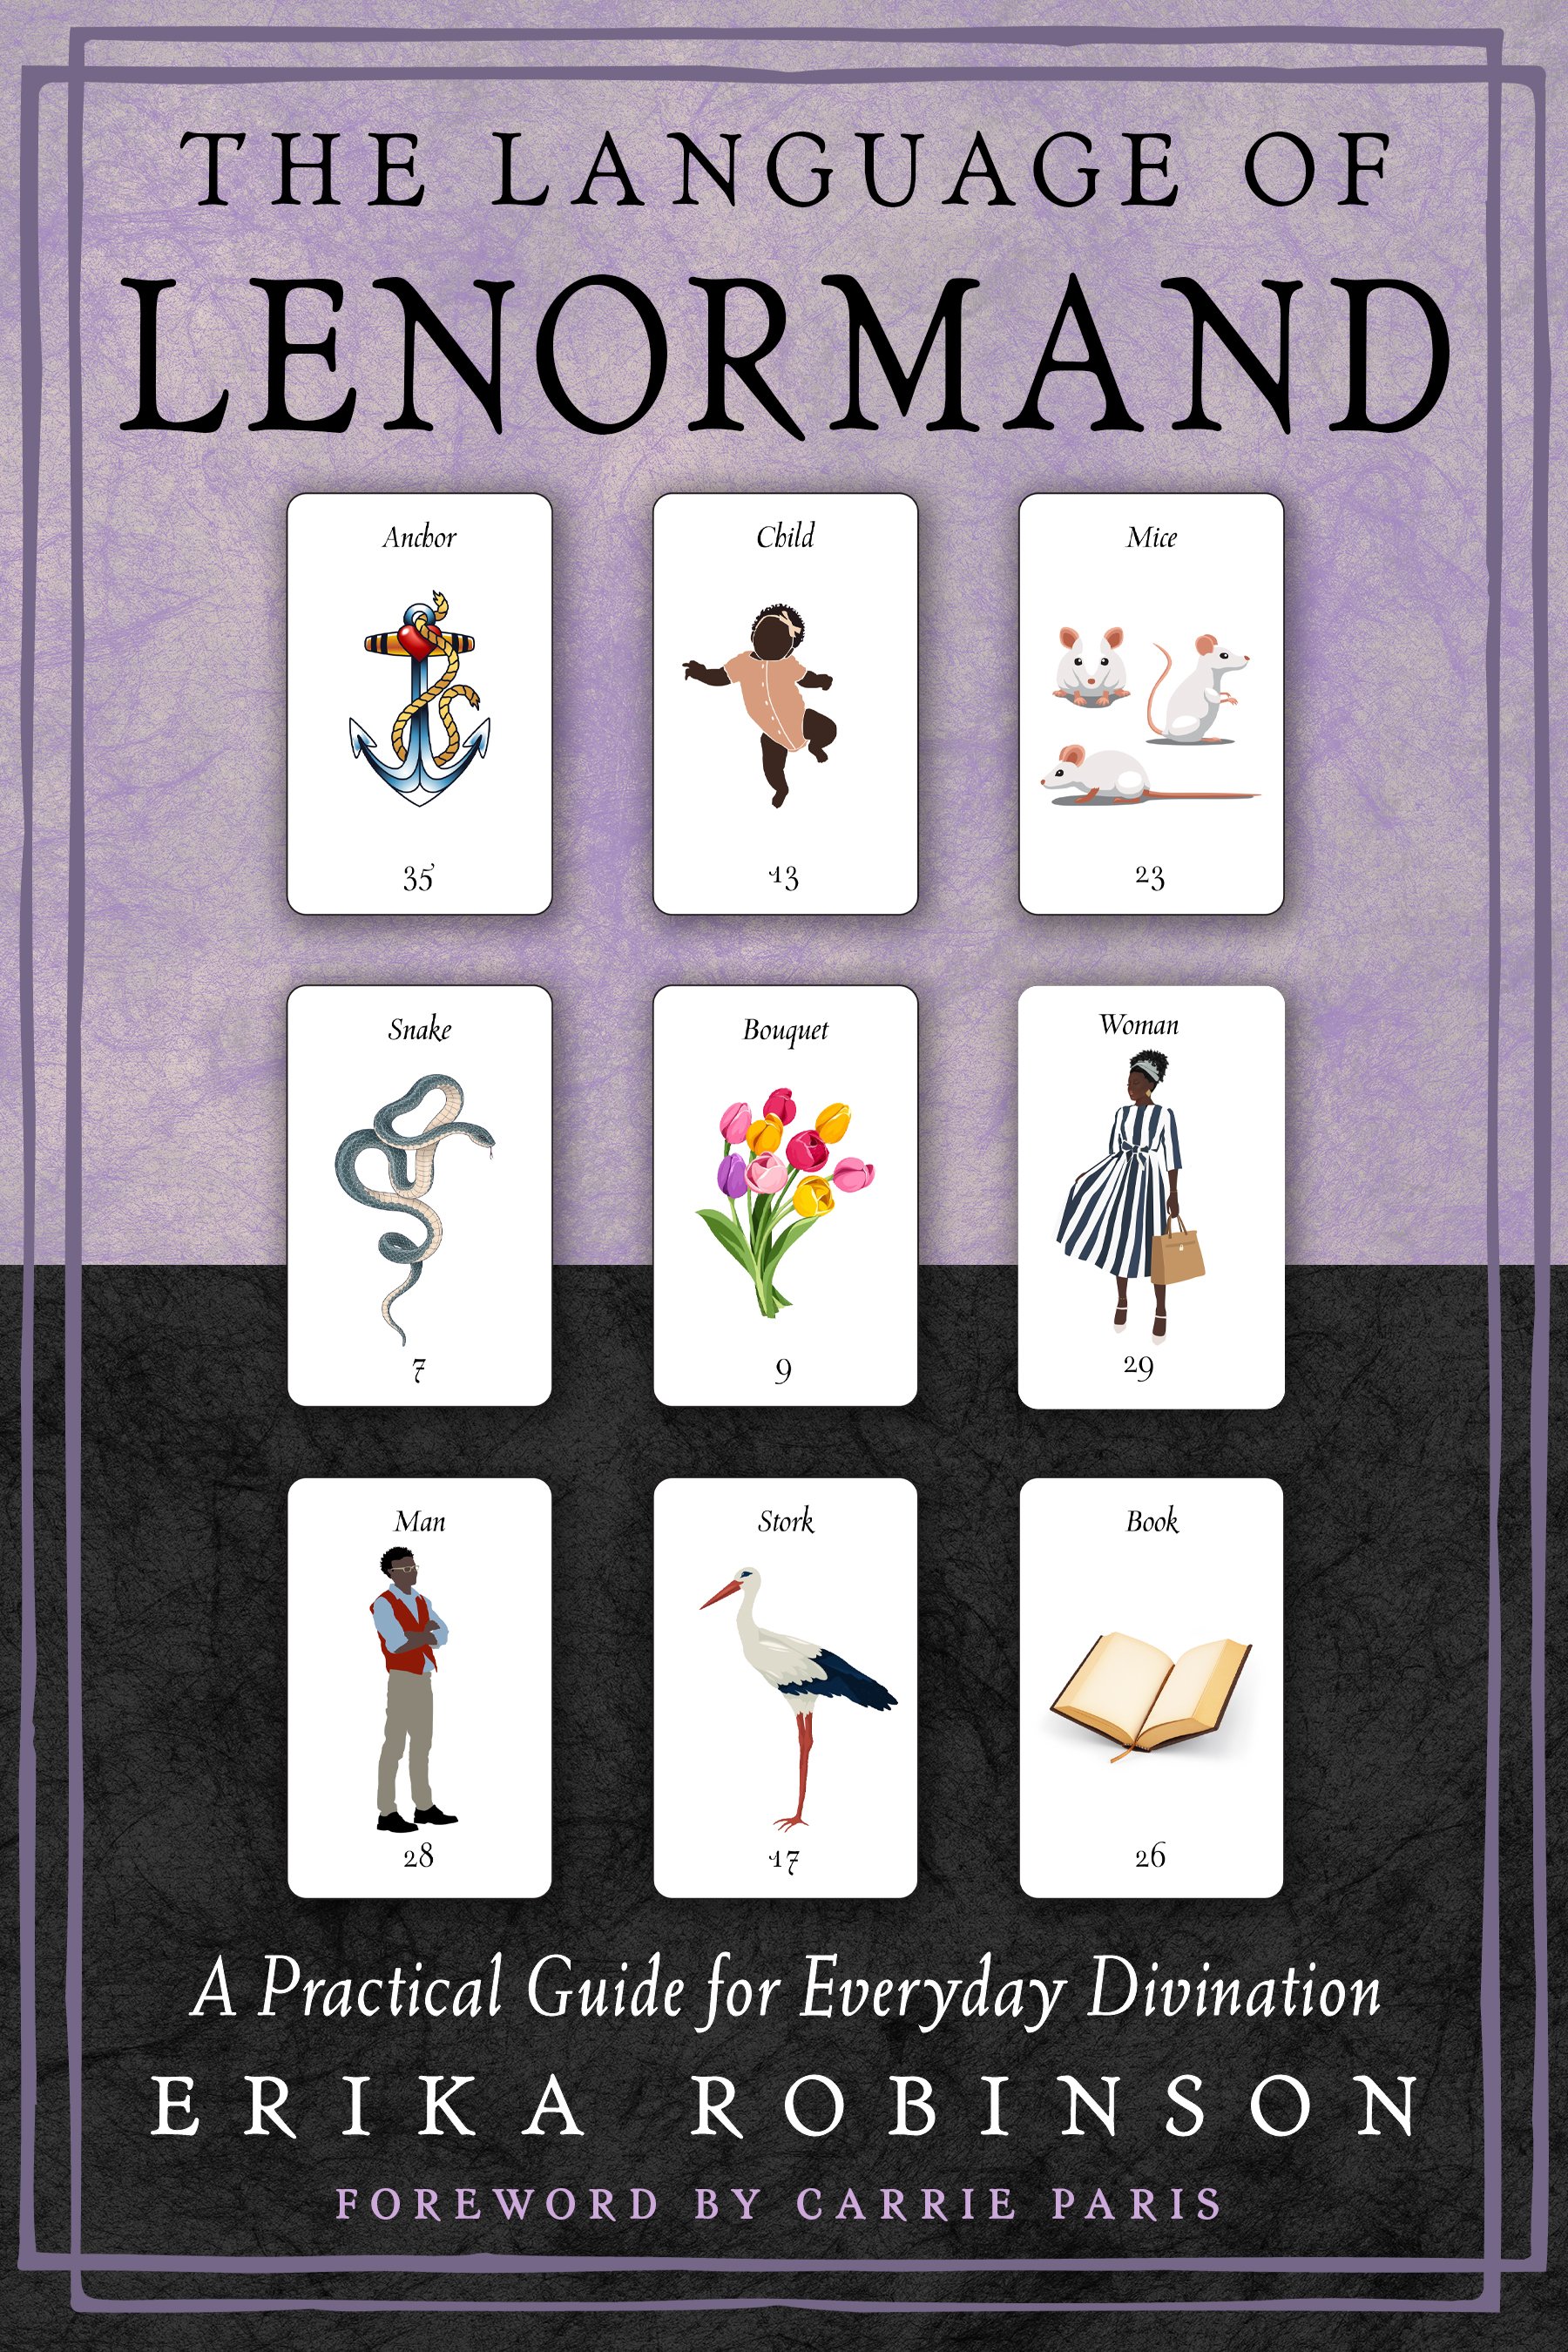 THE LANGUAGE OF
LENORMAND
Anchor
35
Child
13
Mice
23
Snake
7
Bouquet
9
Woman
29
Man
28
Stork
17
Book
26
A Practical Guide for Everyday Divination
ERIKA ROBINSON
FOREWORD BY CARRIE PARIS